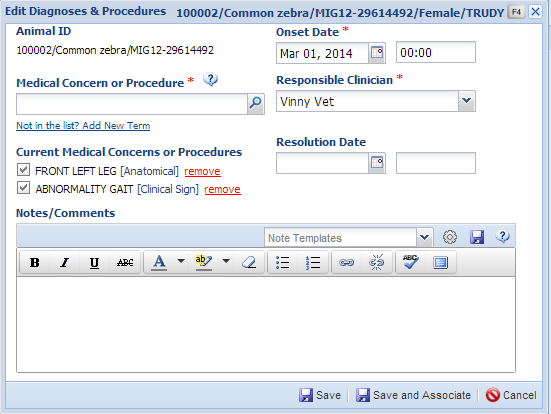 Edit Diagnoses & Procedures 100002/Common zebra/MIG12-29614492/Female/TRUDY F4
Animal ID
100002/Common zebra/MIG12-29614492
Onset Date *
Mar 01, 2014 00:00
Medical Concern or Procedure * ?
Responsible Clinician *
Vinny Vet
Not in the list? Add New Term
Resolution Date
Current Medical Concerns or Procedures
FRONT LEFT LEG [Anatomical] remove
ABNORMALITY GAIT [Clinical Sign] remove
Notes/Comments
Note Templates ?
B I U ABC A ab ABC
Save Save and Associate Cancel